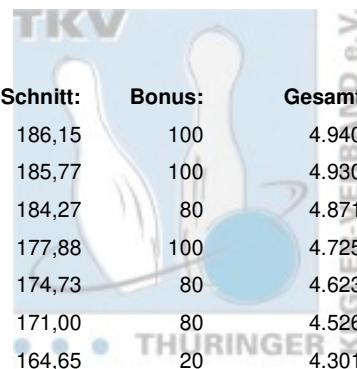 TKV
Schnitt: Bonus: Gesamt
186,15 100 4.940
185,77 100 4.930
184,27 80 4.871
177,88 100 4.725
174,73 80 4.623
171,00 80 4.526
164,65 20 4.301
THÜRINGER